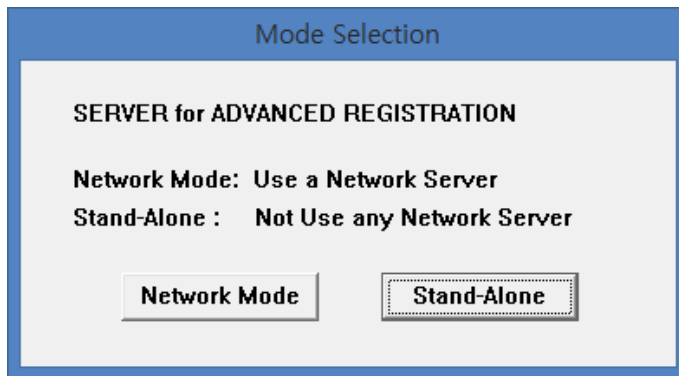 Mode Selection
SERVER for ADVANCED REGISTRATION
Network Mode: Use a Network Server
Stand-Alone : Not Use any Network Server
Network Mode Stand-Alone